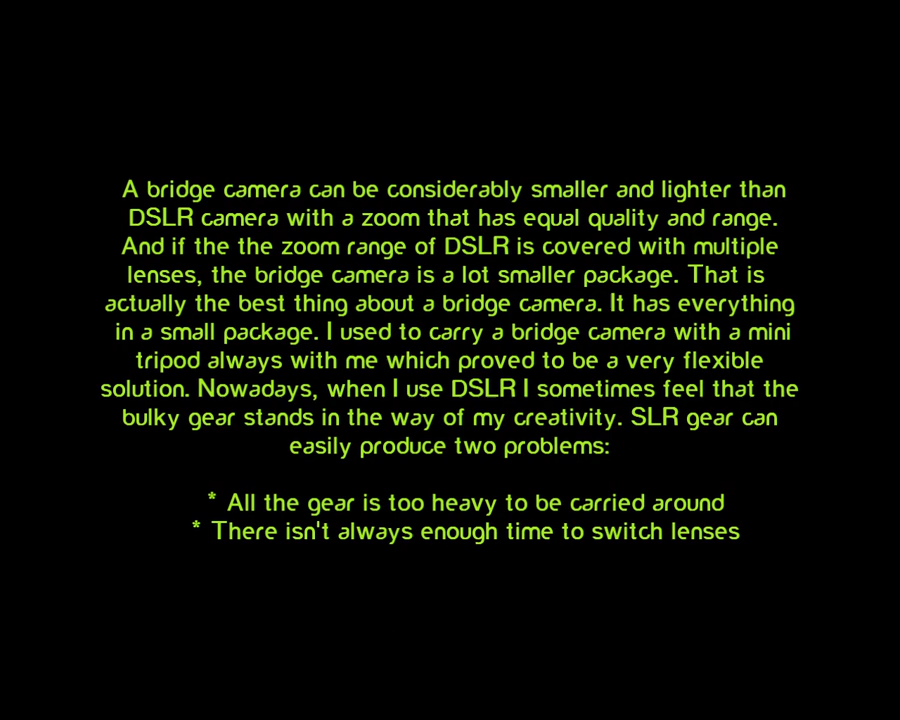 A bridge camera can be considerably smaller and lighter than
DSLR camera with a zoom that has equal quality and range.
And if the the zoom range of DSLR is covered with multiple
lenses, the bridge camera is a lot smaller package. That is
actually the best thing about a bridge camera. It has everything
in a small package. I used to carry a bridge camera with a mini
tripod always with me which proved to be a very flexible
solution. Nowadays, when I use DSLR I sometimes feel that the
bulky gear stands in the way of my creativity. SLR gear can
easily produce two problems:
* All the gear is too heavy to be carried around
* There isn't always enough time to switch lenses